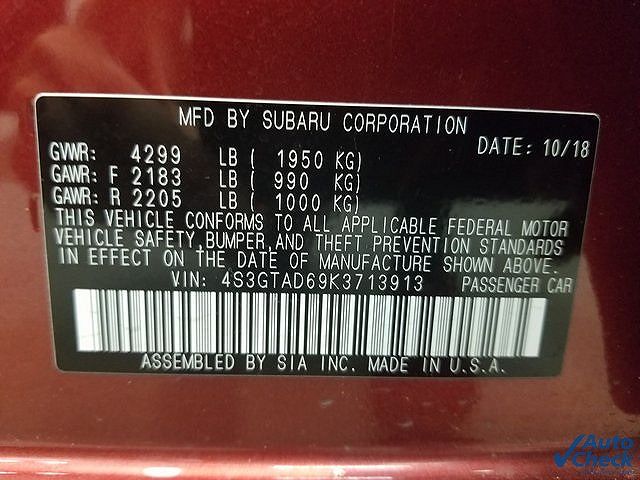 MFD BY SUBARU CORPORATION
DATE: 10/18
GVWR: 4299 LB ( 1950 KG)
GAWR: F 2183 LB ( 990 KG)
GAWR: R 2205 LB ( 1000 KG)
THIS VEHICLE CONFORMS TO ALL APPLICABLE FEDERAL MOTOR
VEHICLE SAFETY, BUMPER, AND THEFT PREVENTION STANDARDS
IN EFFECT ON THE DATE OF MANUFACTURE SHOWN ABOVE.
VIN: 4S3GTAD69K3713913 PASSENGER CAR
ASSEMBLED BY SIA INC. MADE IN U.S.A.
Auto
Check